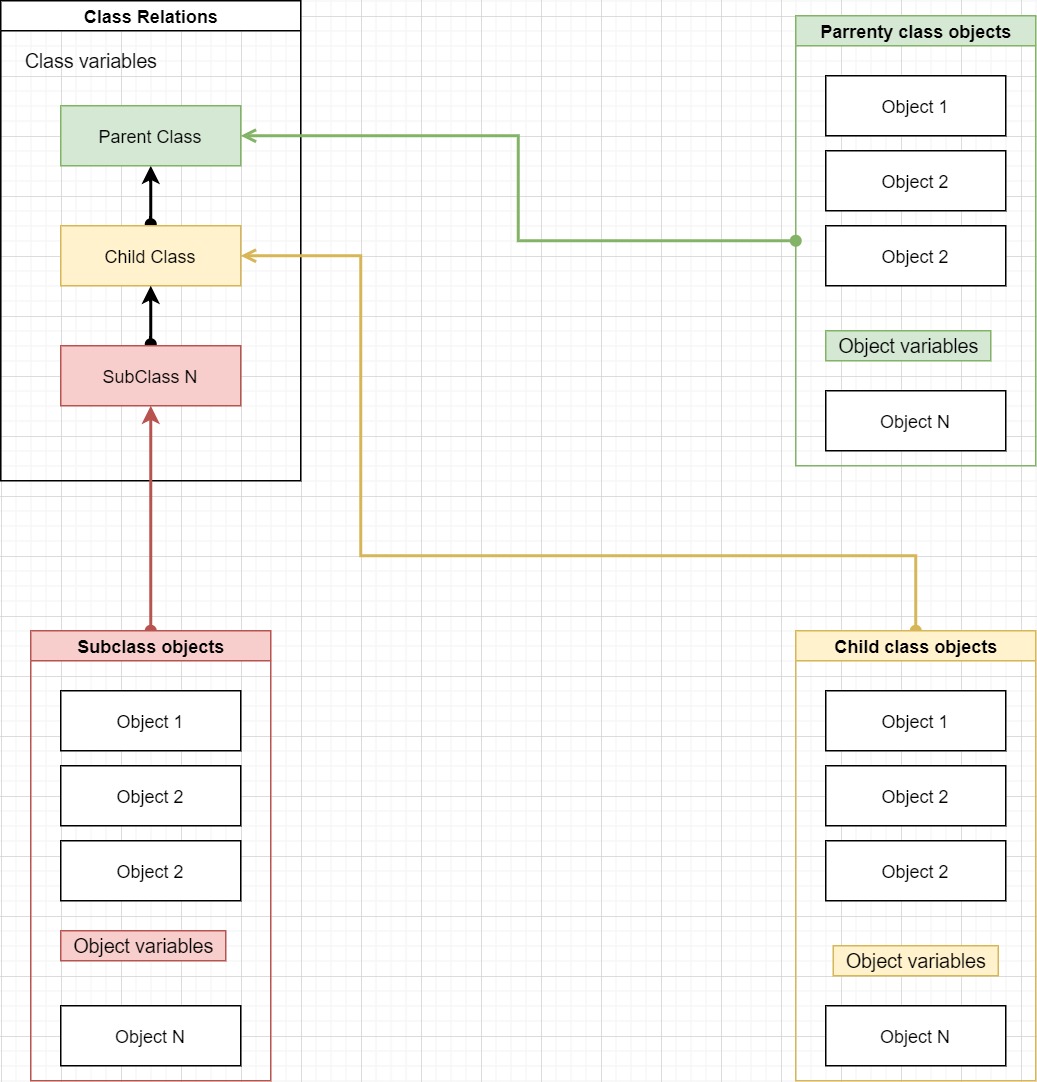 Class Relations
Class variables
Parent Class
Child Class
SubClass N
Parrenty class objects
Object 1
Object 2
Object 2
Object variables
Object N
Subclass objects
Object 1
Object 2
Object 2
Object variables
Object N
Child class objects
Object 1
Object 2
Object 2
Object variables
Object N